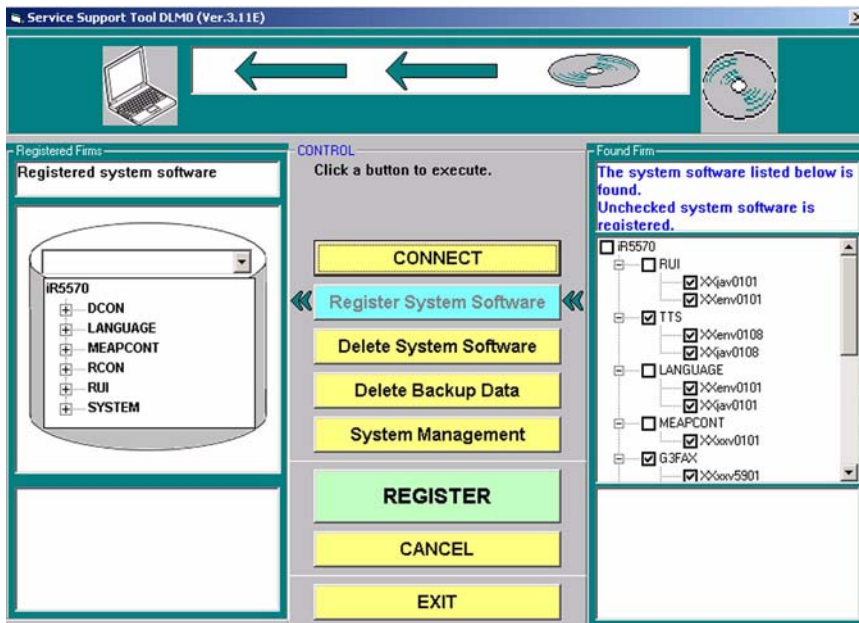 Service Support Tool DLM0 (Ver.3.11E)
Registered Firms
Registered system software
iR5570
DCON
LANGUAGE
MEAPCONT
RCON
RUI
SYSTEM
CONTROL
Click a button to execute.
CONNECT
Register System Software
Delete System Software
Delete Backup Data
System Management
REGISTER
CANCEL
EXIT
Found Firm
The system software listed below is
found.
Unchecked system software is
registered.
iR5570
RUI
XXjav0101
XXenv0101
TTS
XXenv0108
XXjav0108
LANGUAGE
XXenv0101
XXjav0101
MEAPCONT
XXxxv0101
G3FAX
XXxxv5901